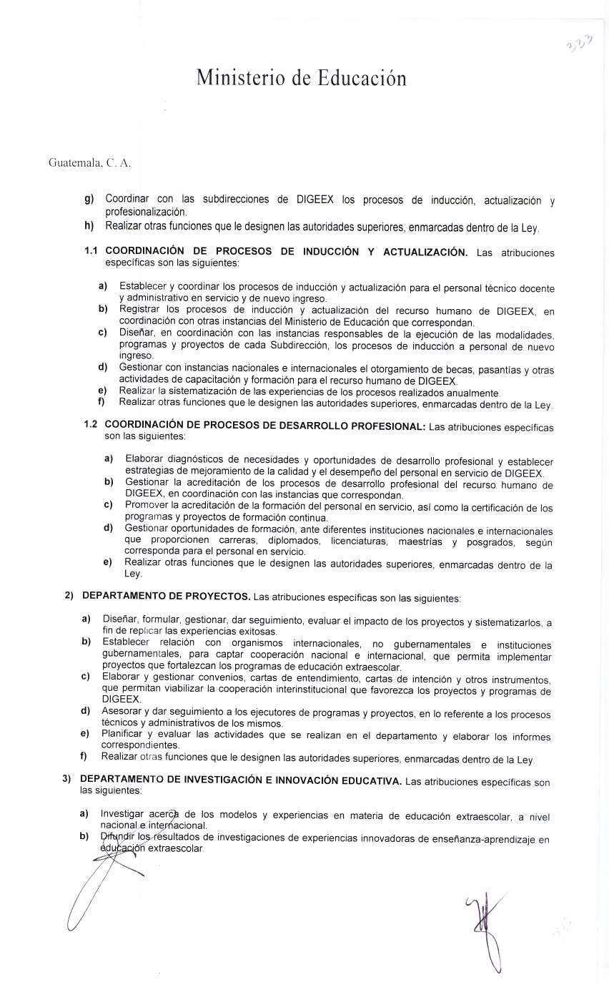 333
Ministerio de Educación
Guatemala, C. A.
g) Coordinar con las subdirecciones de DIGEEX los procesos de inducción, actualización y
profesionalización.
h) Realizar otras funciones que le designen las autoridades superiores, enmarcadas dentro de la Ley.
1.1 COORDINACIÓN DE PROCESOS DE INDUCCIÓN Y ACTUALIZACIÓN. Las atribuciones
específicas son las siguientes:
a) Establecer y coordinar los procesos de inducción y actualización para el personal técnico docente
y administrativo en servicio y de nuevo ingreso.
b) Registrar los procesos de inducción y actualización del recurso humano de DIGEEX, en
coordinación con otras instancias del Ministerio de Educación que correspondan.
c) Diseñar, en coordinación con las instancias responsables de la ejecución de las modalidades,
programas y proyectos de cada Subdirección, los procesos de inducción a personal de nuevo
ingreso.
d) Gestionar con instancias nacionales e internacionales el otorgamiento de becas, pasantías y otras
actividades de capacitación y formación para el recurso humano de DIGEEX.
e) Realizar la sistematización de las experiencias de los procesos realizados anualmente.
f) Realizar otras funciones que le designen las autoridades superiores, enmarcadas dentro de la Ley.
1.2 COORDINACIÓN DE PROCESOS DE DESARROLLO PROFESIONAL: Las atribuciones específicas
son las siguientes:
a) Elaborar diagnósticos de necesidades y oportunidades de desarrollo profesional y establecer
estrategias de mejoramiento de la calidad y el desempeño del personal en servicio de DIGEEX.
b) Gestionar la acreditación de los procesos de desarrollo profesional del recurso humano de
DIGEEX, en coordinación con las instancias que correspondan.
c) Promover la acreditación de la formación del personal en servicio, así como la certificación de los
programas y proyectos de formación continua.
d) Gestionar oportunidades de formación, ante diferentes instituciones nacionales e internacionales
que proporcionen carreras, diplomados, licenciaturas, maestrías y posgrados, según
corresponda para el personal en servicio.
e) Realizar otras funciones que le designen las autoridades superiores, enmarcadas dentro de la
Ley.
2) DEPARTAMENTO DE PROYECTOS. Las atribuciones específicas son las siguientes:
a) Diseñar, formular, gestionar, dar seguimiento, evaluar el impacto de los proyectos y sistematizarlos, a
fin de replicar las experiencias exitosas.
b) Establecer relación con organismos internacionales, no gubernamentales e instituciones
gubernamentales, para captar cooperación nacional e internacional, que permita implementar
proyectos que fortalezcan los programas de educación extraescolar.
c) Elaborar y gestionar convenios, cartas de entendimiento, cartas de intención y otros instrumentos,
que permitan viabilizar la cooperación interinstitucional que favorezca los proyectos y programas de
DIGEEX.
d) Asesorar y dar seguimiento a los ejecutores de programas y proyectos, en lo referente a los procesos
técnicos y administrativos de los mismos.
e) Planificar y evaluar las actividades que se realizan en el departamento y elaborar los informes
correspondientes.
f) Realizar otras funciones que le designen las autoridades superiores, enmarcadas dentro de la Ley.
3) DEPARTAMENTO DE INVESTIGACIÓN E INNOVACIÓN EDUCATIVA. Las atribuciones específicas son
las siguientes:
a) Investigar acerca de los modelos y experiencias en materia de educación extraescolar, a nivel
nacional e internacional.
b) Difundir los resultados de investigaciones de experiencias innovadoras de enseñanza-aprendizaje en
educación extraescolar.